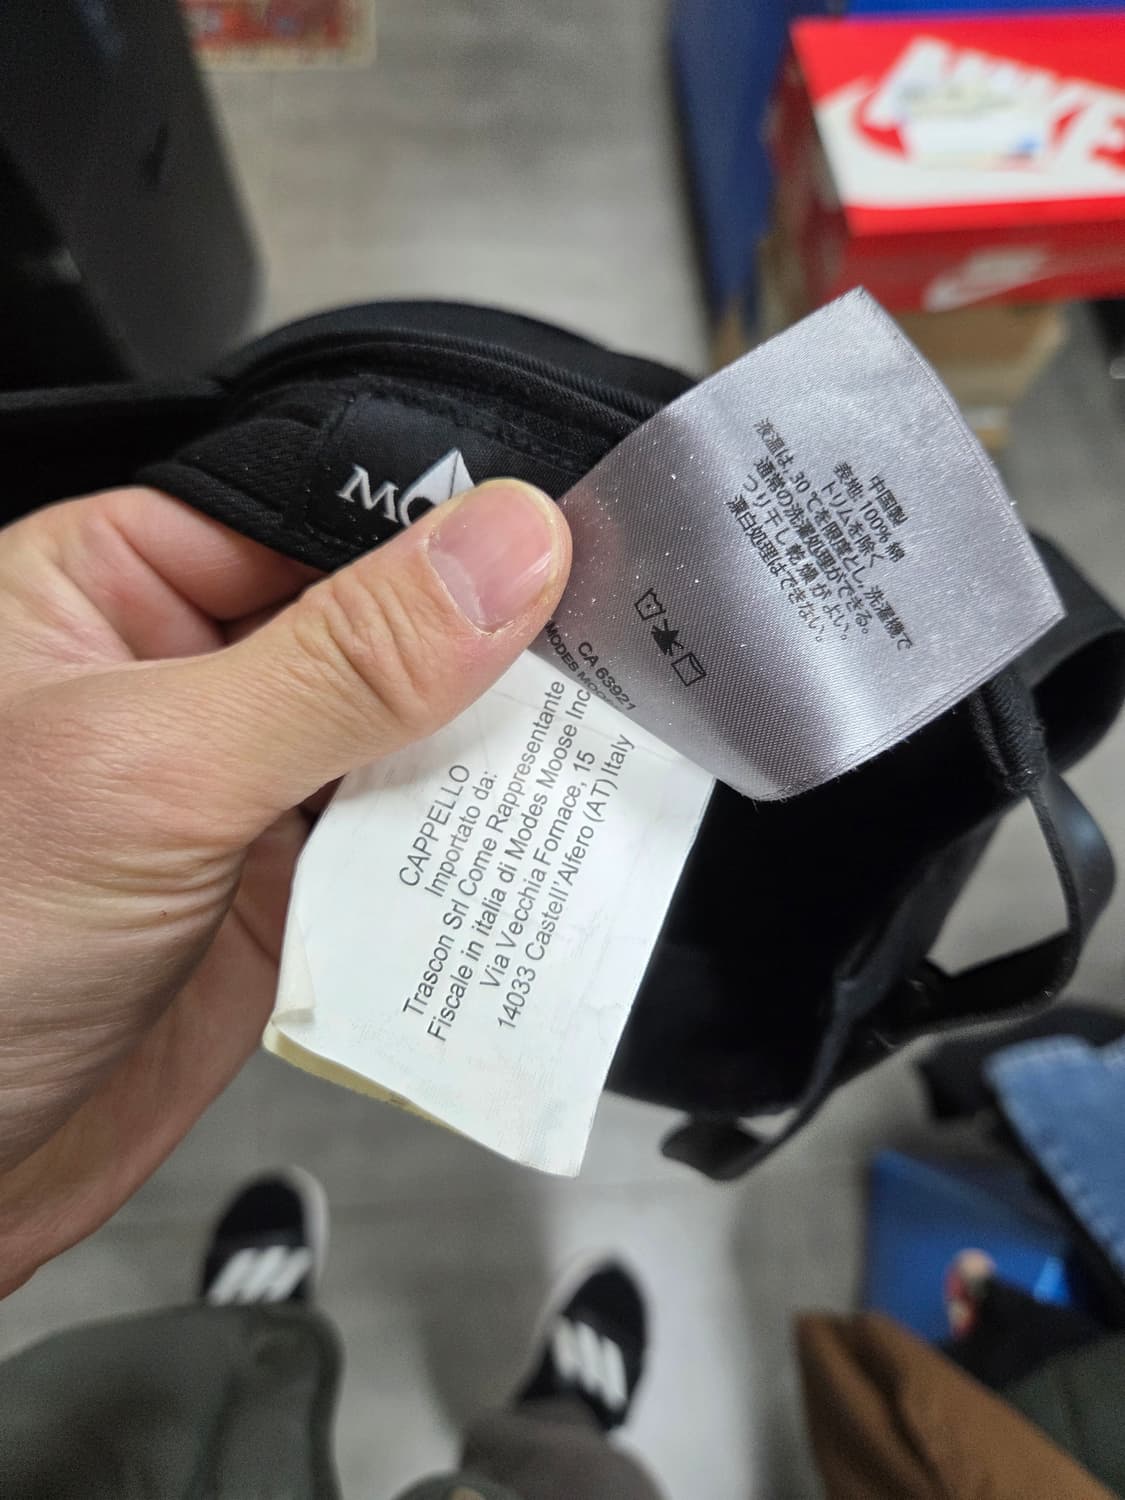 NIKE
MO
中国製
表地: 100% 綿
トリムを除く
液温は、30 ℃を限度とし、洗濯機で
通常の洗濯処理ができる。
つり干し乾燥がよい。
漂白処理はできない。
CA 63921
MODES MOOSE
CAPPELLO
Importato da:
Trascon Srl Come Rappresentante
Fiscale in italia di Modes Moose Inc
Via Vecchia Fornace, 15
14033 Castell'Alfero (AT) Italy